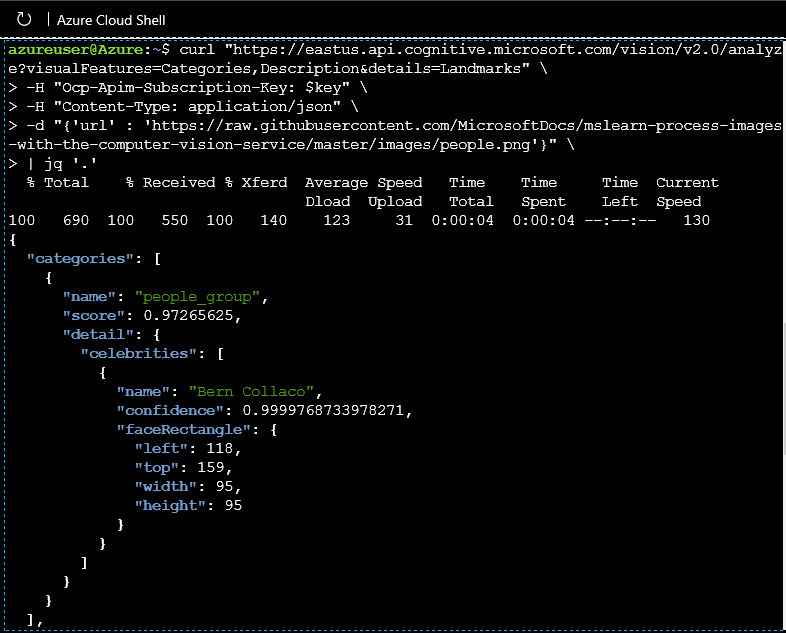 Azure Cloud Shell
azureuser@Azure:~$ curl "https://eastus.api.cognitive.microsoft.com/vision/v2.0/analyz
e?visualFeatures=Categories,Description&details=Landmarks" \
> -H "Ocp-Apim-Subscription-Key: $key" \
> -H "Content-Type: application/json" \
> -d "{'url' : 'https://raw.githubusercontent.com/MicrosoftDocs/mslearn-process-images
-with-the-computer-vision-service/master/images/people.png'}" \
> | jq '.'
  % Total    % Received % Xferd  Average Speed   Time    Time     Time  Current
                                 Dload  Upload   Total   Spent    Left  Speed
100   690  100   550  100   140    123     31  0:00:04  0:00:04 --:--:--   130
{
  "categories": [
    {
      "name": "people_group",
      "score": 0.97265625,
      "detail": {
        "celebrities": [
          {
            "name": "Bern Collaco",
            "confidence": 0.9999768733978271,
            "faceRectangle": {
              "left": 118,
              "top": 159,
              "width": 95,
              "height": 95
            }
          }
        ]
      }
    }
  ],